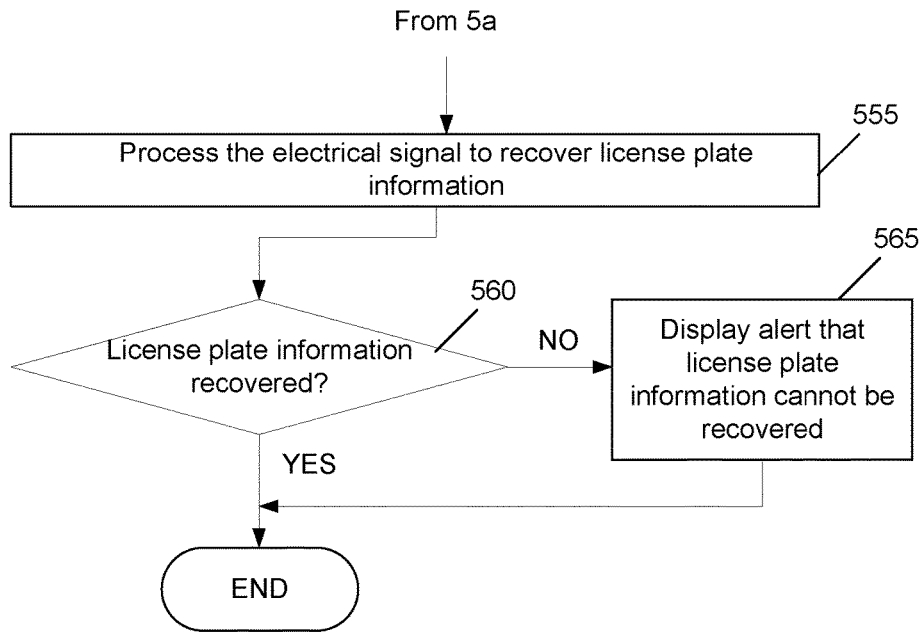 From 5a
555
Process the electrical signal to recover license plate
information
565
560
License plate information
recovered?
NO
Display alert that
license plate
information cannot be
recovered
YES
END